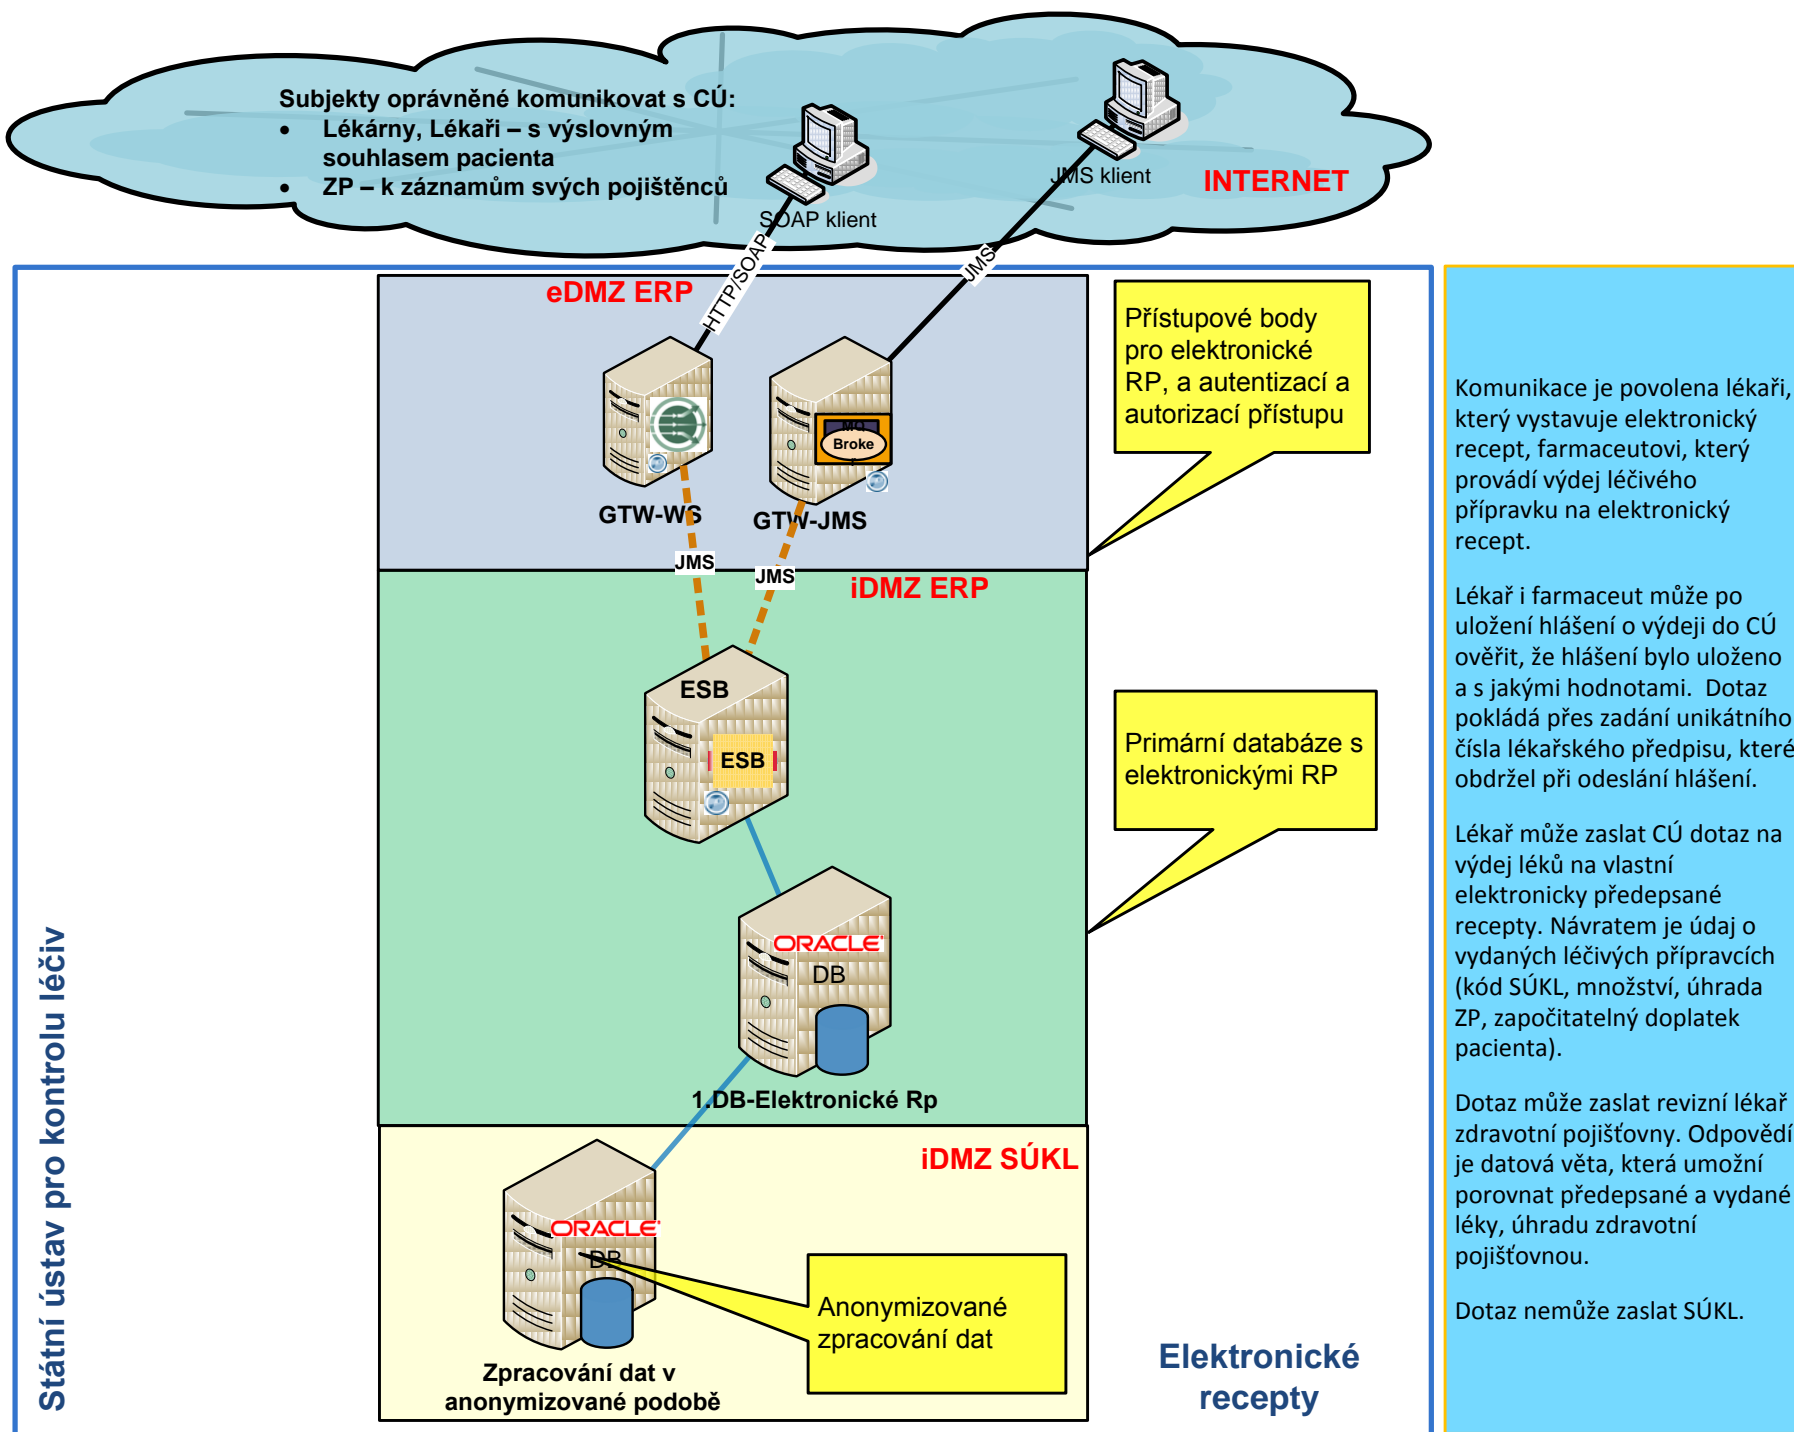 Subjekty oprávněné komunikovat s CÚ:
• Lékárny, Lékaři – s výslovným
souhlasem pacienta
• ZP – k záznamům svých pojištěnců
SOAP klient
JMS klient
INTERNET
HTTP/SOAP
JMS
eDMZ ERP
Přístupové body
pro elektronické
RP, a autentizací a
autorizací přístupu
MQ
Broke
r
GTW-WS
GTW-JMS
JMS
JMS
iDMZ ERP
ESB
ESB
Primární databáze s
elektronickými RP
ORACLE
DB
1.DB-Elektronické Rp
iDMZ SÚKL
ORACLE
DB
Anonymizované
zpracování dat
Zpracování dat v
anonymizované podobě
Elektronické
recepty
Státní ústav pro kontrolu léčiv
Komunikace je povolena lékaři,
který vystavuje elektronický
recept, farmaceutovi, který
provádí výdej léčivého
přípravku na elektronický
recept.
Lékař i farmaceut může po
uložení hlášení o výdeji do CÚ
ověřit, že hlášení bylo uloženo
a s jakými hodnotami. Dotaz
pokládá přes zadání unikátního
čísla lékařského předpisu, které
obdržel při odeslání hlášení.
Lékař může zaslat CÚ dotaz na
výdej léků na vlastní
elektronicky předepsané
recepty. Návratem je údaj o
vydaných léčivých přípravcích
(kód SÚKL, množství, úhrada
ZP, započitatelný doplatek
pacienta).
Dotaz může zaslat revizní lékař
zdravotní pojišťovny. Odpovědí
je datová věta, která umožní
porovnat předepsané a vydané
léky, úhradu zdravotní
pojišťovnou.
Dotaz nemůže zaslat SÚKL.